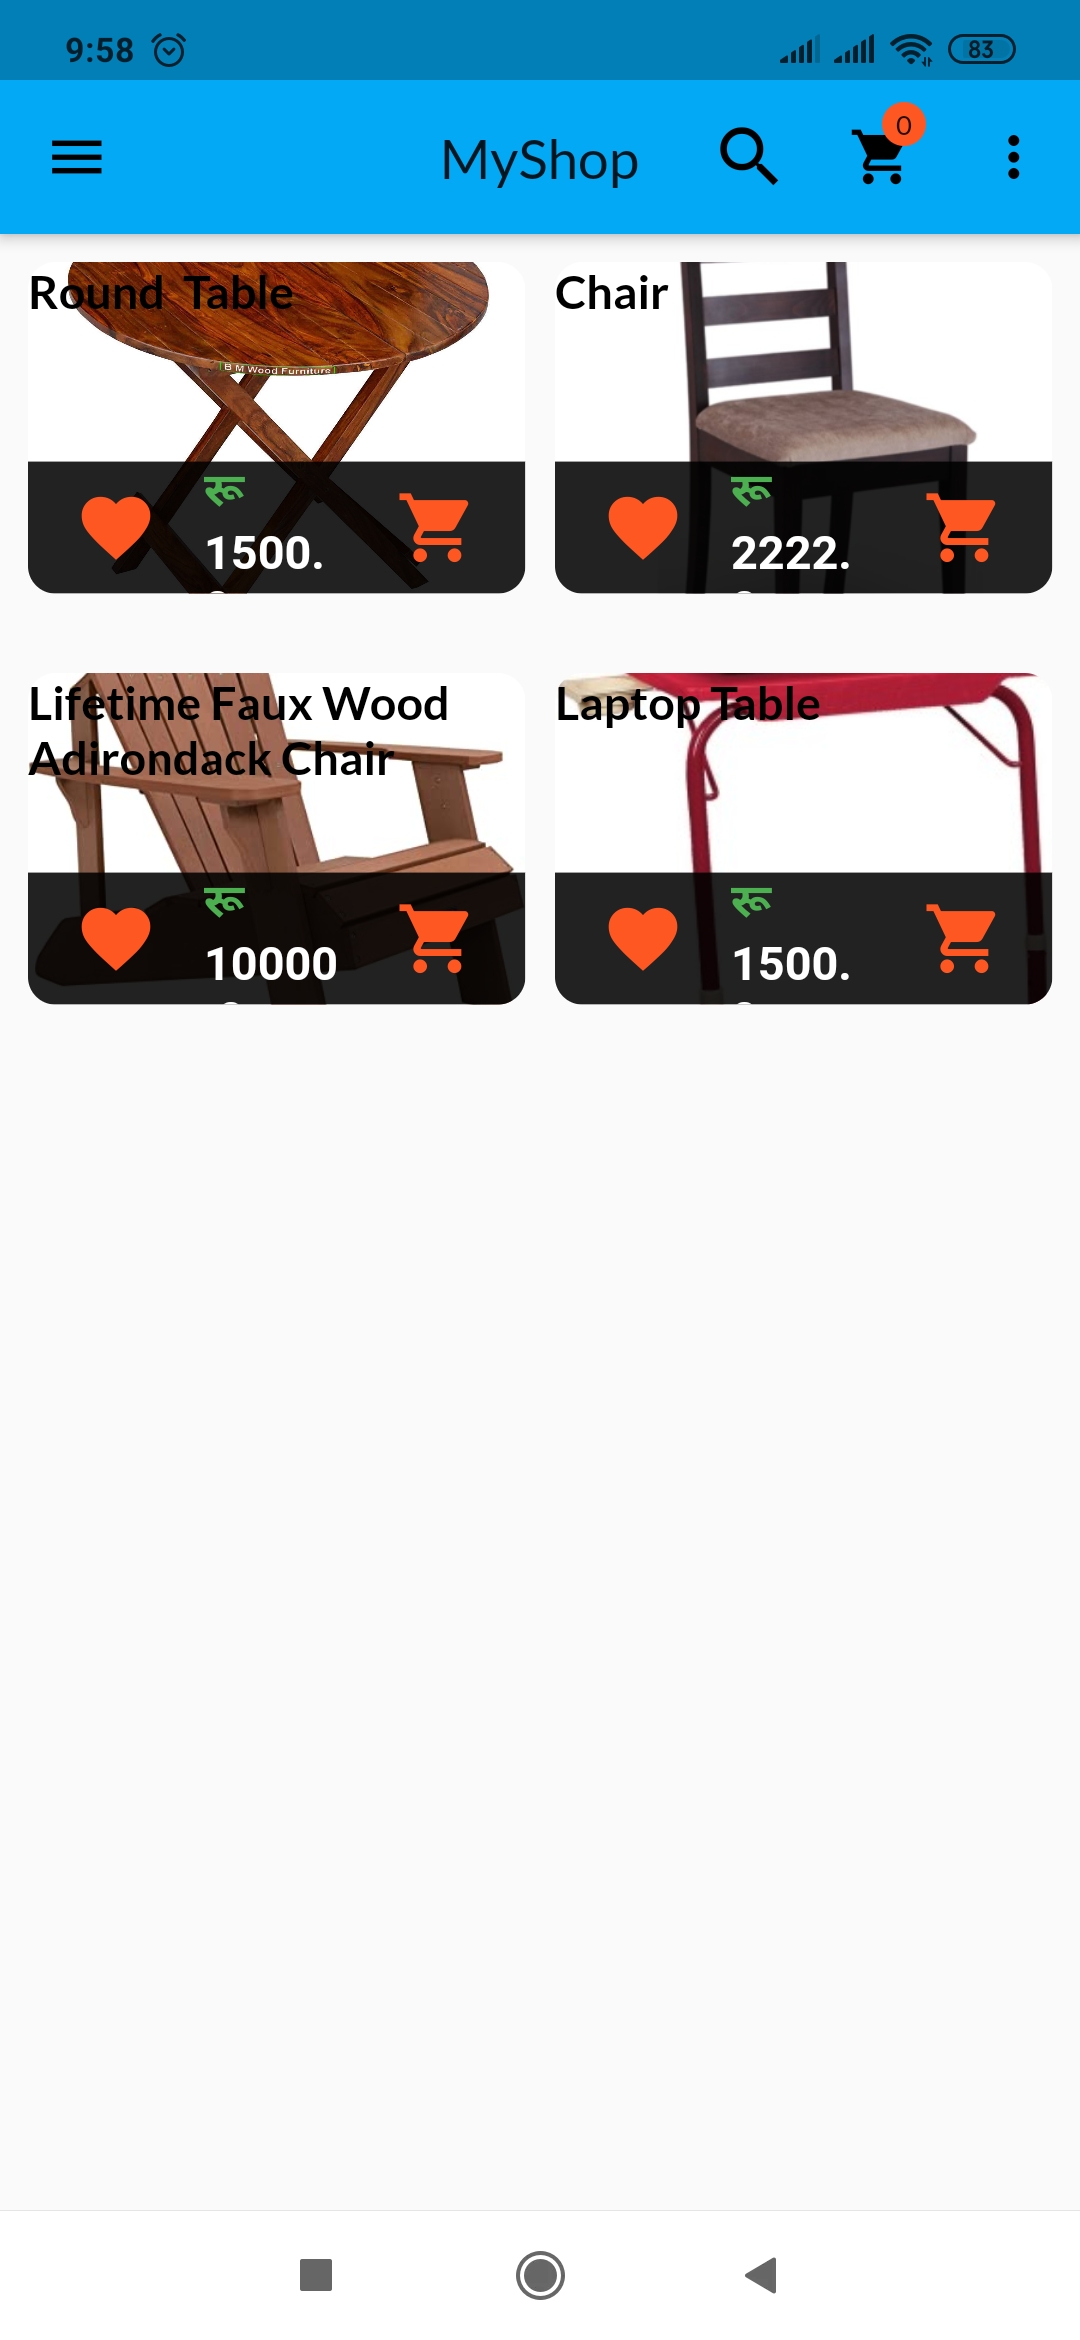 9:58
83
MyShop
0
Round  Table
B M Wood Furniture
रू
1500.
Chair
रू
2222.
Lifetime Faux Wood
Adirondack Chair
रू
10000
Laptop Table
रू
1500.